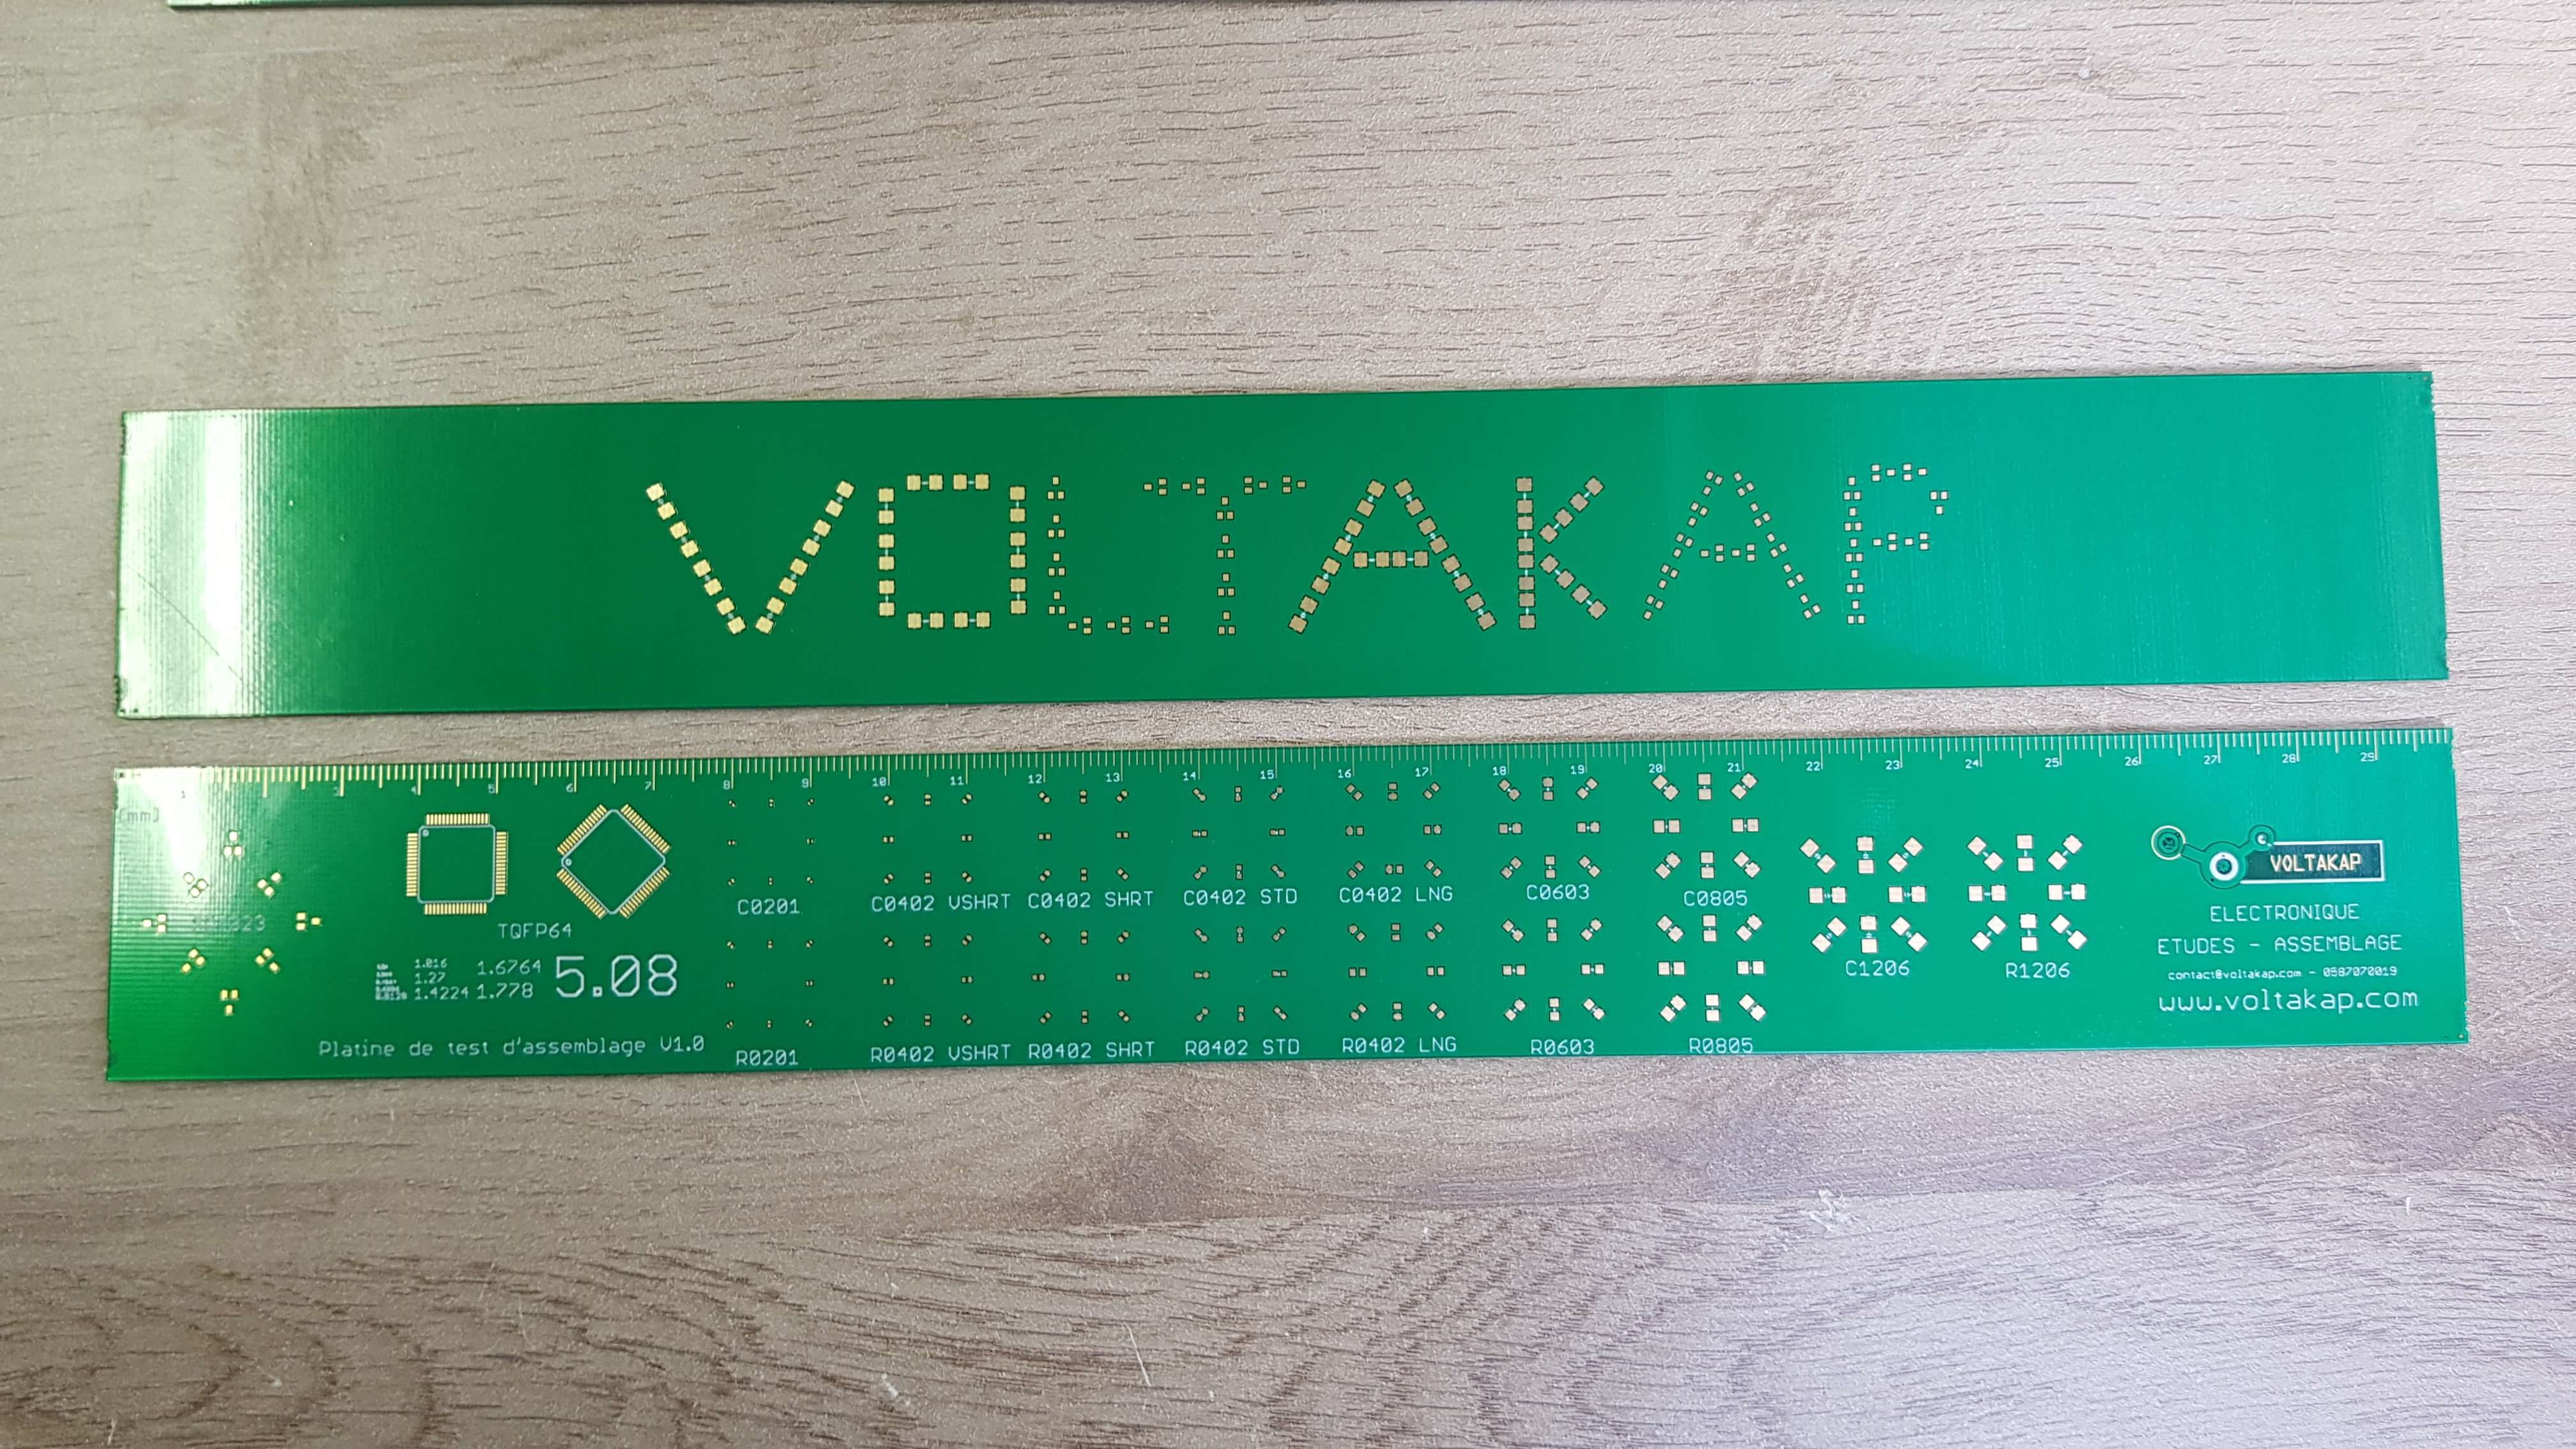 VOLTAKAP
1 3 4 5 6 7 8 9 10 11 12 13 14 15 16 17 18 19 20 21 22 23 24 25 26 27 28 29
[mm]
TQFP64
1.016
1.27
1.4224
1.6764
1.778
5.08
Platine de test d'assemblage V1.0
C0201
C0402 VSHRT
C0402 SHRT
C0402 STD
C0402 LNG
C0603
C0805
R0201
R0402 VSHRT
R0402 SHRT
R0402 STD
R0402 LNG
R0603
R0805
C1206
R1206
VOLTAKAP
ELECTRONIQUE
ETUDES - ASSEMBLAGE
contact@voltakap.com - 0587070019
www.voltakap.com